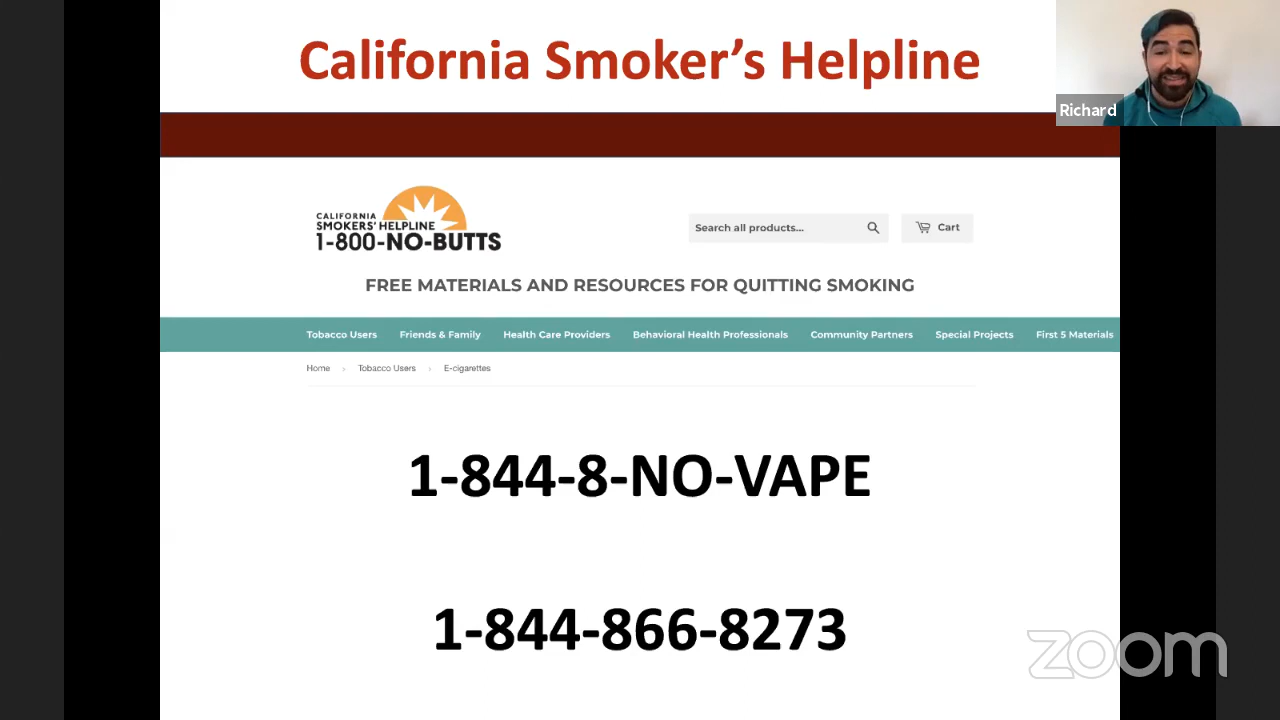 California Smoker's Helpline
Richard
CALIFORNIA
SMOKERS' HELPLINE
1-800-NO-BUTTS
Search all products...
Cart
FREE MATERIALS AND RESOURCES FOR QUITTING SMOKING
Tobacco Users Friends & Family Health Care Providers Behavioral Health Professionals Community Partners Special Projects First 5 Materials
Home › Tobacco Users › E-cigarettes
1-844-8-NO-VAPE
1-844-866-8273
zoom